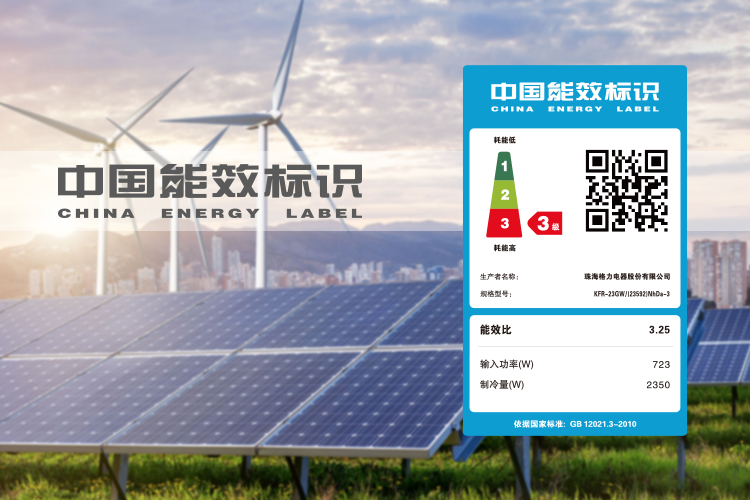 中国能效标识
CHINA ENERGY LABEL
中国能效标识
CHINA ENERGY LABEL
耗能低
1
2
3
3级
耗能高
生产者名称: 珠海格力电器股份有限公司
规格型号: KFR-23GW/(23592)NhDa-3
能效比 3.25
输入功率(W) 723
制冷量(W) 2350
依据国家标准: GB 12021.3-2010